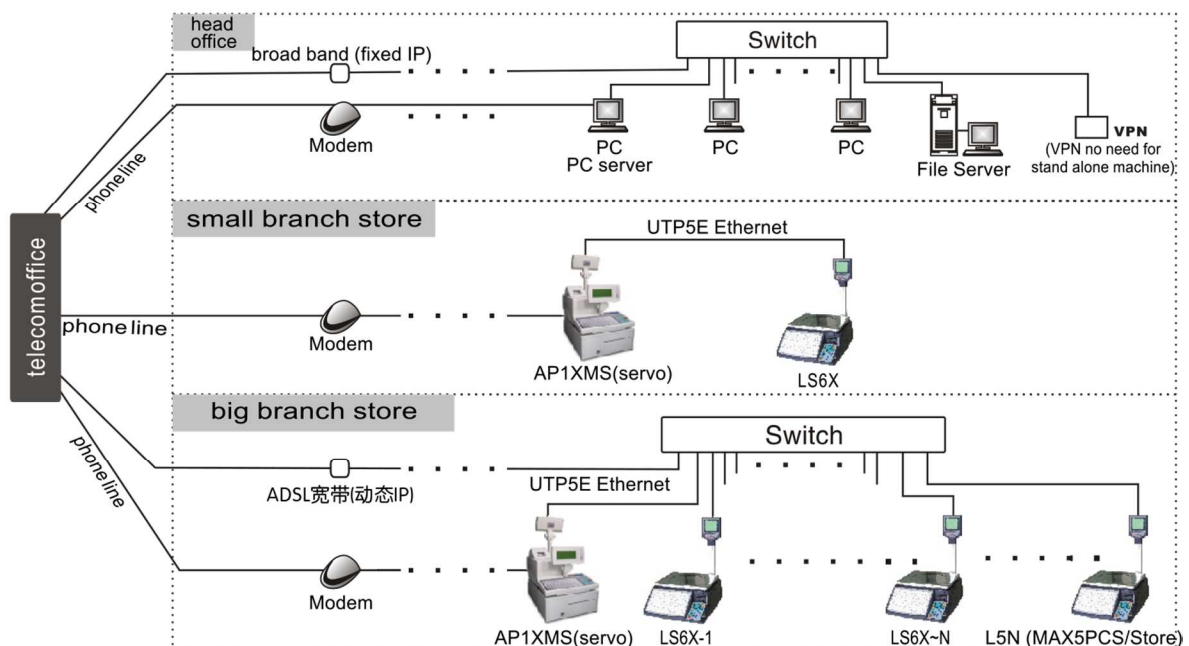 head
office
broad band (fixed IP)
Switch
Modem
PC
PC server
PC
PC
File Server
VPN
(VPN no need for
stand alone machine)
phone line
telecomoffice
small branch store
UTP5E Ethernet
phone line
Modem
AP1XMS(servo)
LS6X
big branch store
Switch
phone line
ADSL宽带(动态IP)
UTP5E Ethernet
Modem
AP1XMS(servo)
LS6X-1
LS6X~N
L5N (MAX5PCS/Store)